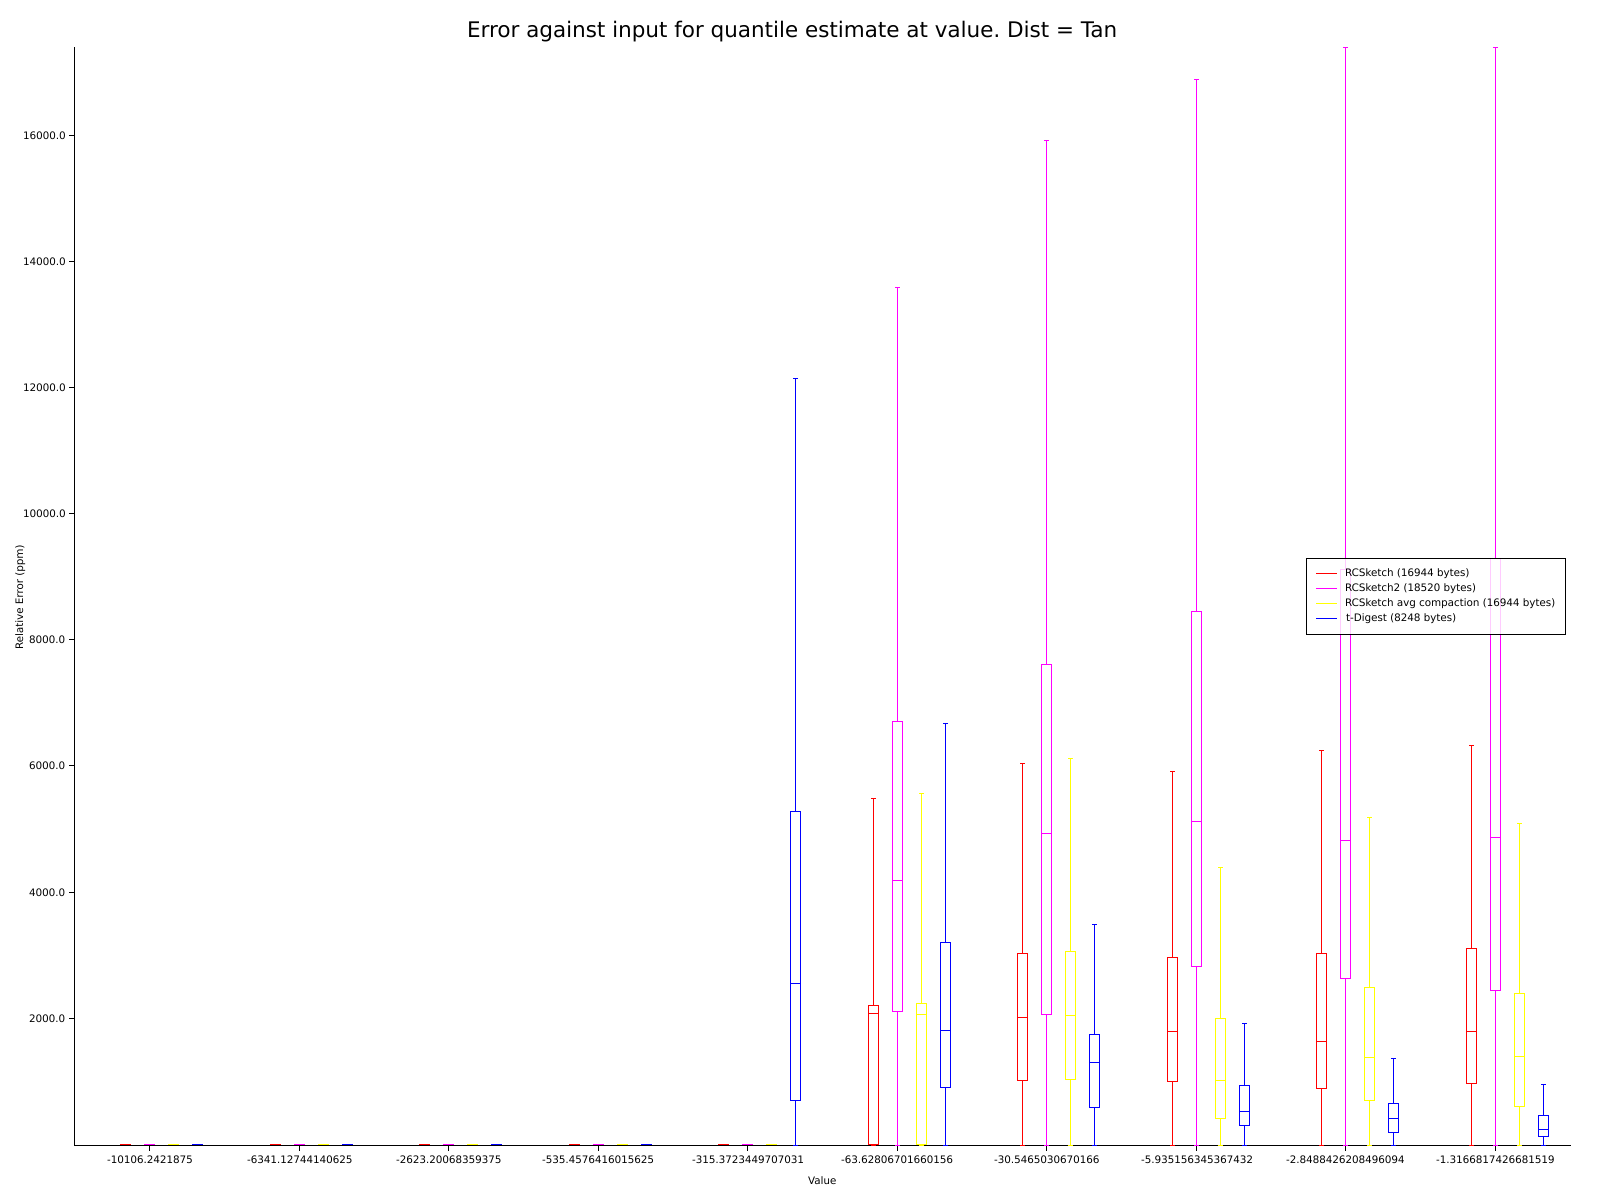 Error against input for quantile estimate at value. Dist = Tan
16000.0
14000.0
12000.0
10000.0
8000.0
6000.0
4000.0
2000.0
Relative Error (ppm)
RCSketch (16944 bytes)
RCSketch2 (18520 bytes)
RCSketch avg compaction (16944 bytes)
t-Digest (8248 bytes)
-10106.2421875 -6341.12744140625 -2623.20068359375 -535.4576416015625 -315.3723449707031 -63.62806701660156 -30.5465030670166 -5.935156345367432 -2.8488426208496094 -1.3166817426681519
Value